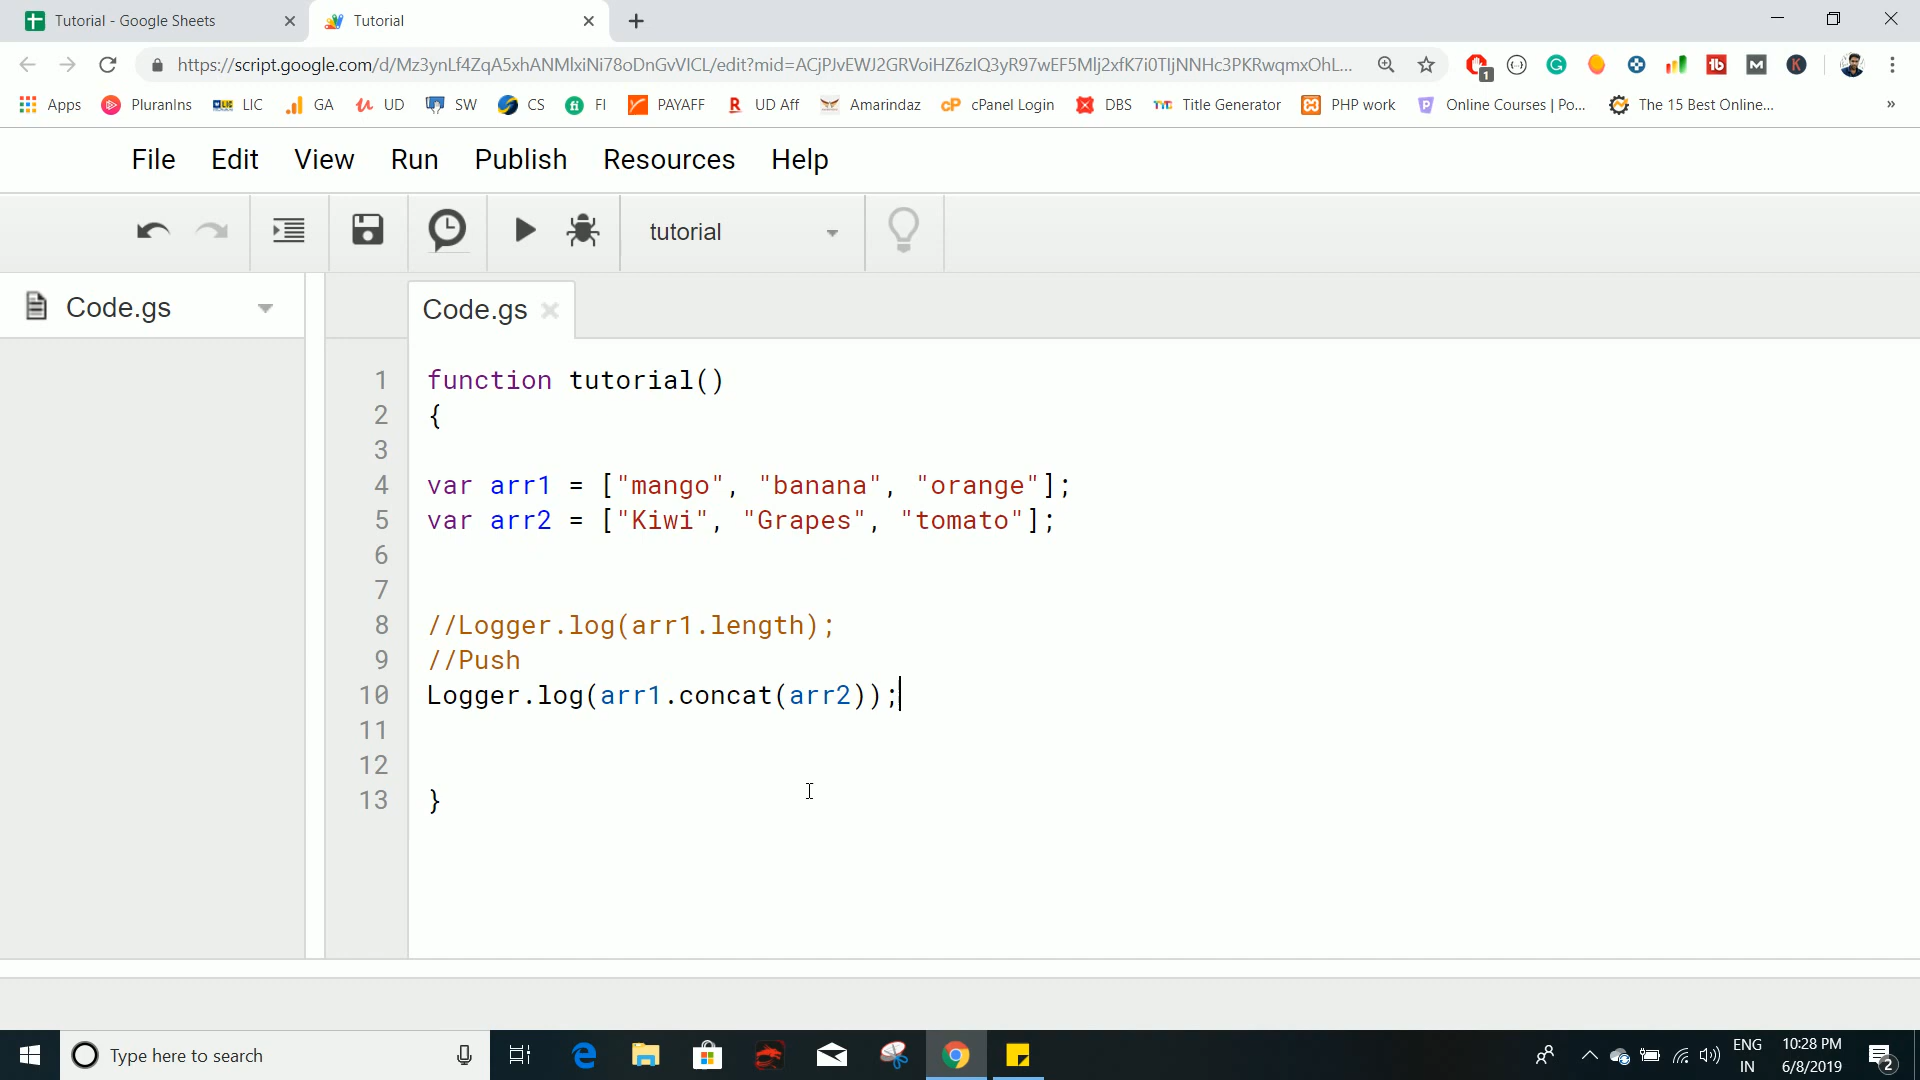 Tutorial - Google Sheets
Tutorial
https://script.google.com/d/Mz3ynLf4ZqA5xhANMlxiNi78oDnGvVICL/edit?mid=ACjPJvEWJ2GRVoiHZ6zIQ3yR97wEF5Mlj2xfK7i0TIjNNHc3PKRwqmxOhL...
1
Apps PluranIns LIC GA UD SW CS FI PAYAFF UD Aff Amarindaz cPanel Login DBS Title Generator PHP work Online Courses | Po... The 15 Best Online... »
File Edit View Run Publish Resources Help
tutorial
Code.gs
Code.gs
1 function tutorial()
2 {
3
4 var arr1 = ["mango", "banana", "orange"];
5 var arr2 = ["Kiwi", "Grapes", "tomato"];
6
7
8 //Logger.log(arr1.length);
9 //Push
10 Logger.log(arr1.concat(arr2));
11
12
13 }
Type here to search
ENG
IN
10:28 PM
6/8/2019
2